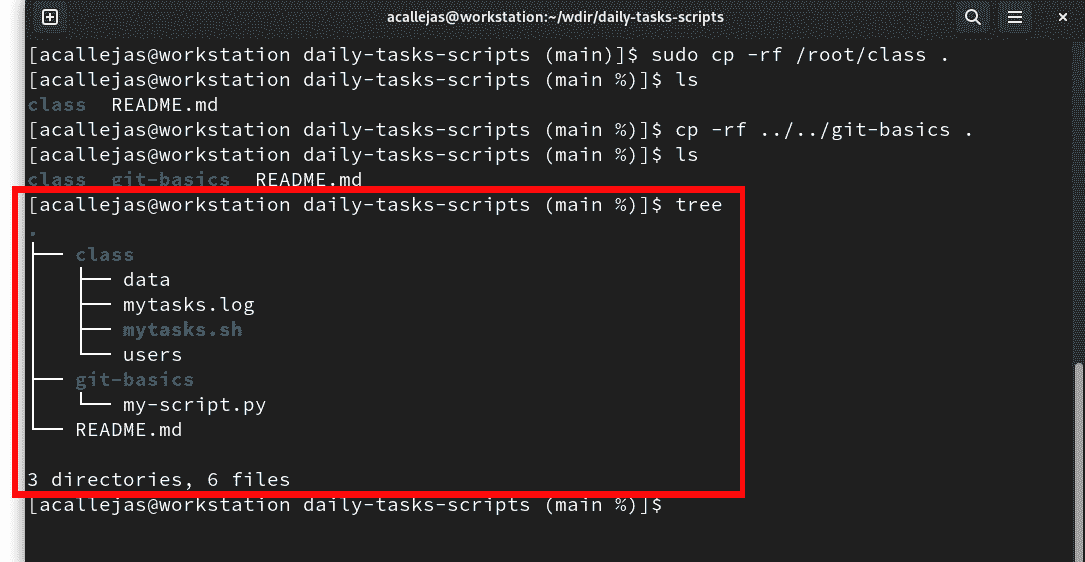 acallejas@workstation:~/wdir/daily-tasks-scripts
[acallejas@workstation daily-tasks-scripts (main)]$ sudo cp -rf /root/class .
[acallejas@workstation daily-tasks-scripts (main %)]$ ls
class  README.md
[acallejas@workstation daily-tasks-scripts (main %)]$ cp -rf ../../git-basics .
[acallejas@workstation daily-tasks-scripts (main %)]$ ls
class  git-basics  README.md
[acallejas@workstation daily-tasks-scripts (main %)]$ tree
.
├── class
│   ├── data
│   ├── mytasks.log
│   ├── mytasks.sh
│   └── users
├── git-basics
│   └── my-script.py
└── README.md
3 directories, 6 files
[acallejas@workstation daily-tasks-scripts (main %)]$